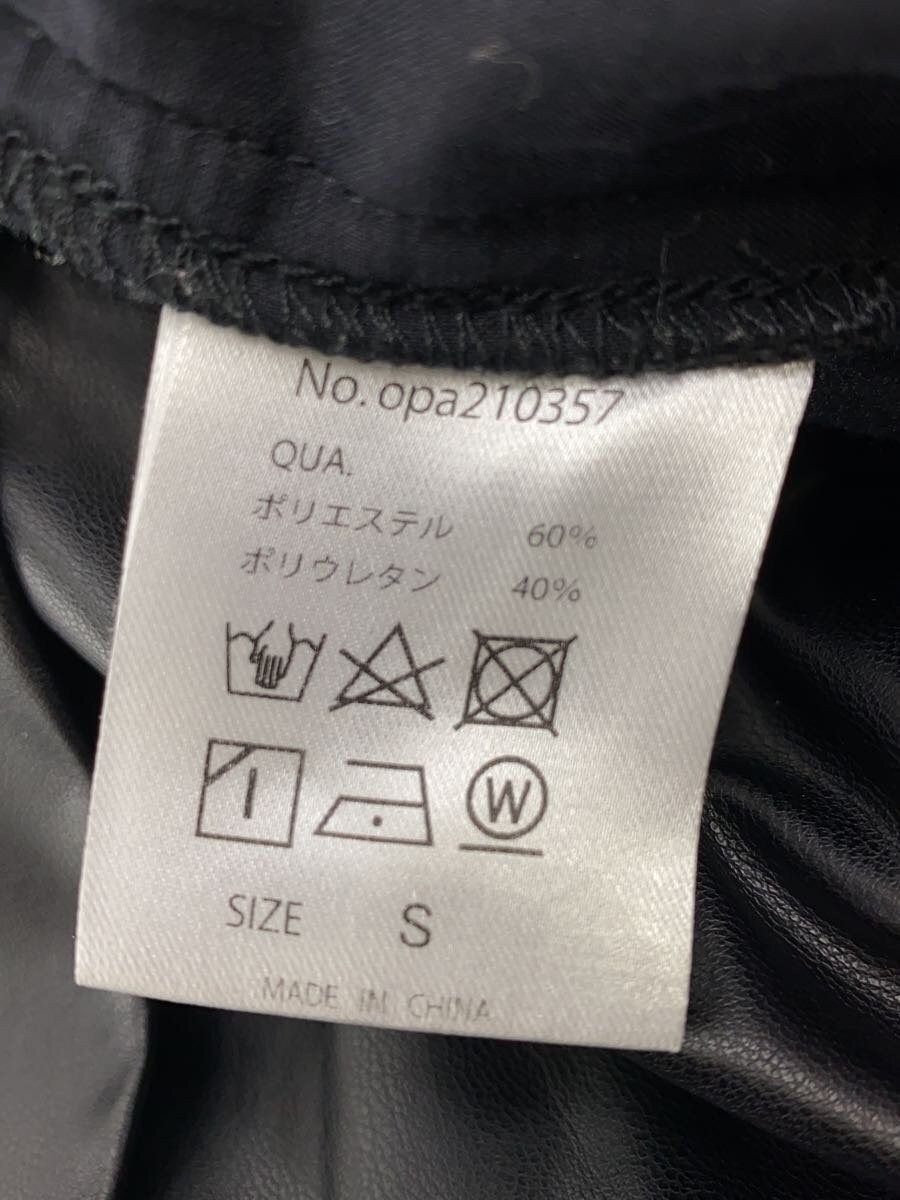 No. opa210357
QUA.
ポリエステル 60%
ポリウレタン 40%
W
SIZE S
MADE IN CHINA